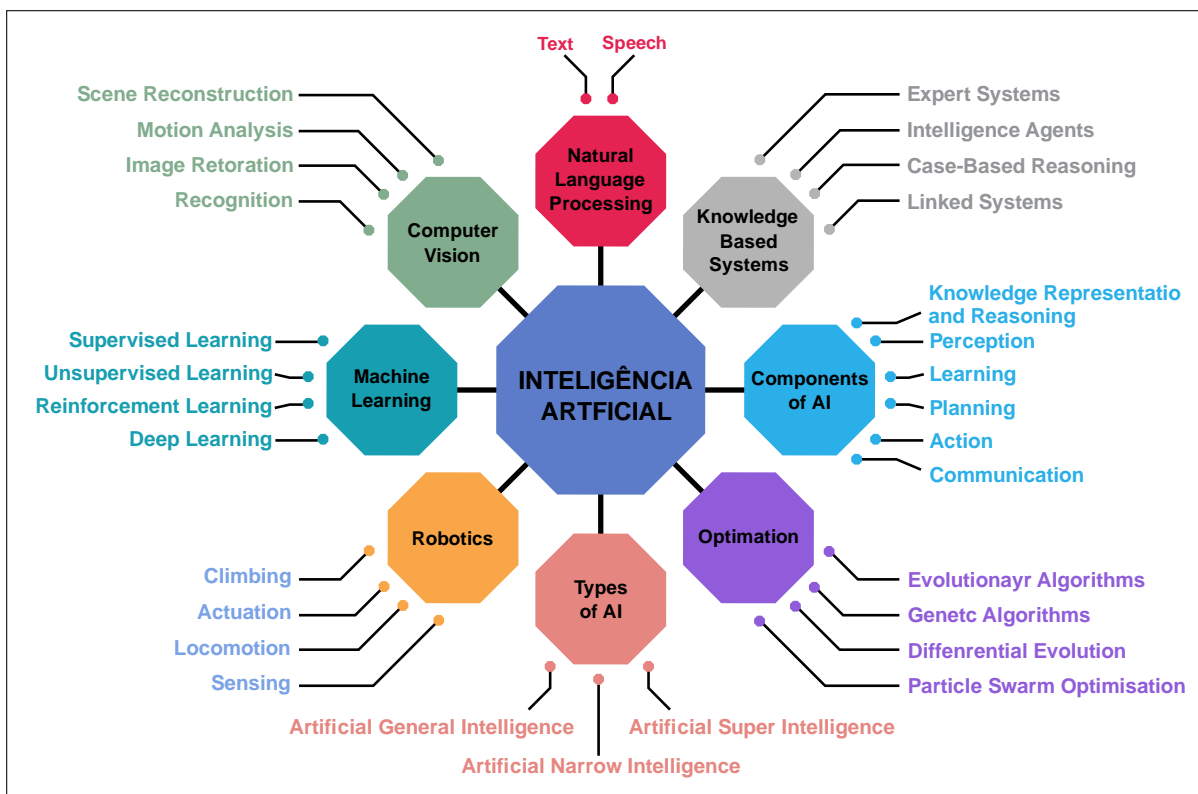 Text
Speech
Natural
Language
Processing
Scene Reconstruction
Motion Analysis
Image Retoration
Recognition
Computer
Vision
Expert Systems
Intelligence Agents
Case-Based Reasoning
Linked Systems
Knowledge
Based
Systems
Supervised Learning
Unsupervised Learning
Reinforcement Learning
Deep Learning
Machine
Learning
INTELIGÊNCIA
ARTFICIAL
Components
of AI
Knowledge Representatio
and Reasoning
Perception
Learning
Planning
Action
Communication
Robotics
Climbing
Actuation
Locomotion
Sensing
Types
of AI
Artificial General Intelligence
Artificial Super Intelligence
Artificial Narrow Intelligence
Optimation
Evolutionayr Algorithms
Genetc Algorithms
Diffenrential Evolution
Particle Swarm Optimisation